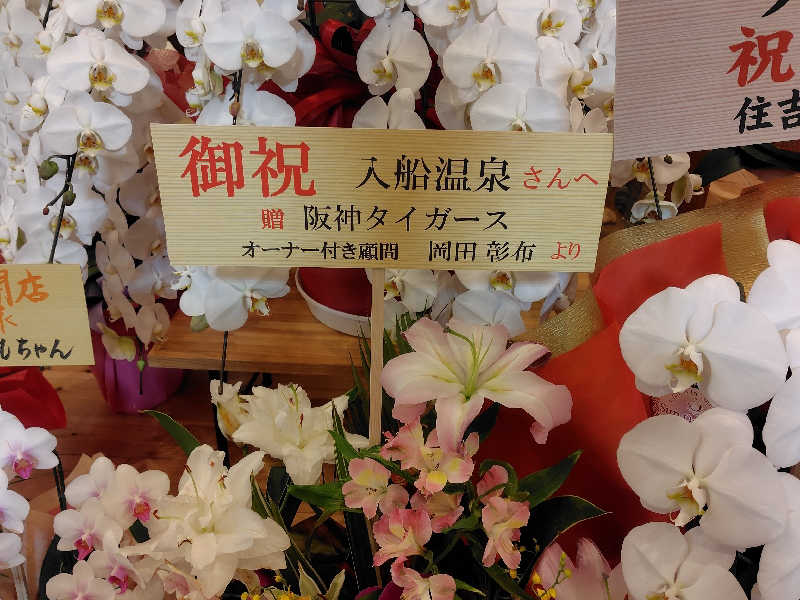 御祝 入船温泉さんへ
贈 阪神タイガース
オーナー付き顧問 岡田 彰布 より
祝
住吉
開店
もちゃん